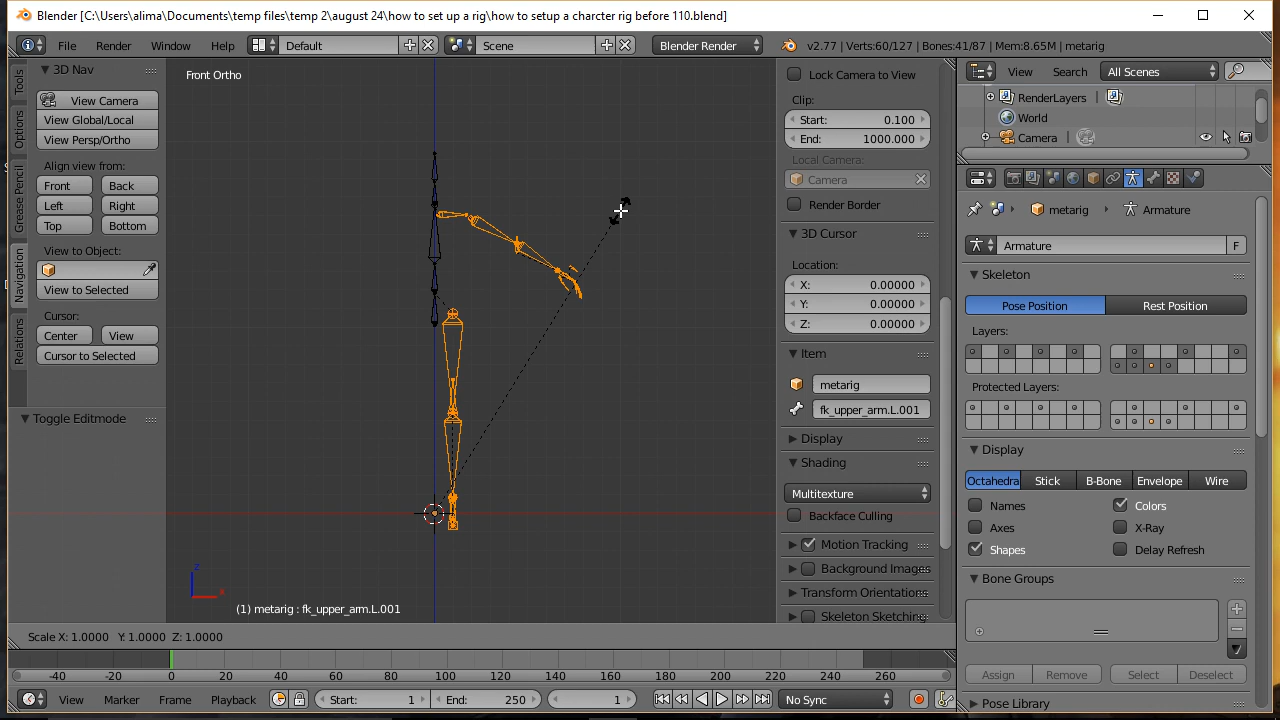 Blender [C:\Users\alima\Documents\temp files\temp 2\august 24\how to set up a rig\how to setup a charcter rig before 110.blend]
File Render Window Help Default Scene Blender Render v2.77 | Verts:60/127 | Bones:41/87 | Mem:8.65M | metarig
3D Nav
View Camera
View Global/Local
View Persp/Ortho
Align view from:
Front Back
Left Right
Top Bottom
View to Object:
View to Selected
Cursor:
Center View
Cursor to Selected
Toggle Editmode
Tools
Options
Grease Pencil
Navigation
Relations
Front Ortho
z
x
(1) metarig : fk_upper_arm.L.001
Scale X: 1.0000 Y: 1.0000 Z: 1.0000
Lock Camera to View
Clip:
Start: 0.100
End: 1000.000
Local Camera:
Camera
Render Border
3D Cursor
Location:
X: 0.00000
Y: 0.00000
Z: 0.00000
Item
metarig
fk_upper_arm.L.001
Display
Shading
Multitexture
Backface Culling
Motion Tracking
Background Images
Transform Orientations
Skeleton Sketching
View Search All Scenes
RenderLayers |
World
Camera |
metarig Armature
Armature F
Skeleton
Pose Position Rest Position
Layers:
Protected Layers:
Display
Octahedra Stick B-Bone Envelope Wire
Names Colors
Axes X-Ray
Shapes Delay Refresh
Bone Groups
Assign Remove Select Deselect
Pose Library
-40 -20 0 20 40 60 80 100 120 140 160 180 200 220 240 260
View Marker Frame Playback Start: 1 End: 250 1 No Sync